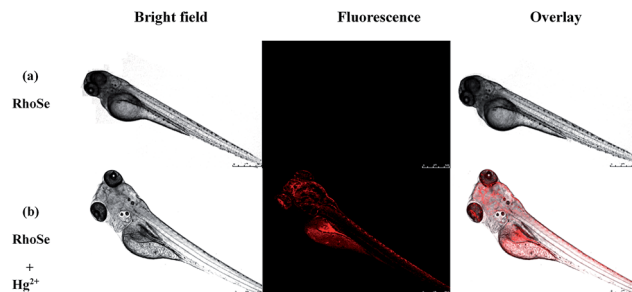 Bright field Fluorescence Overlay
(a)
RhoSe
(b)
RhoSe
+
Hg²⁺